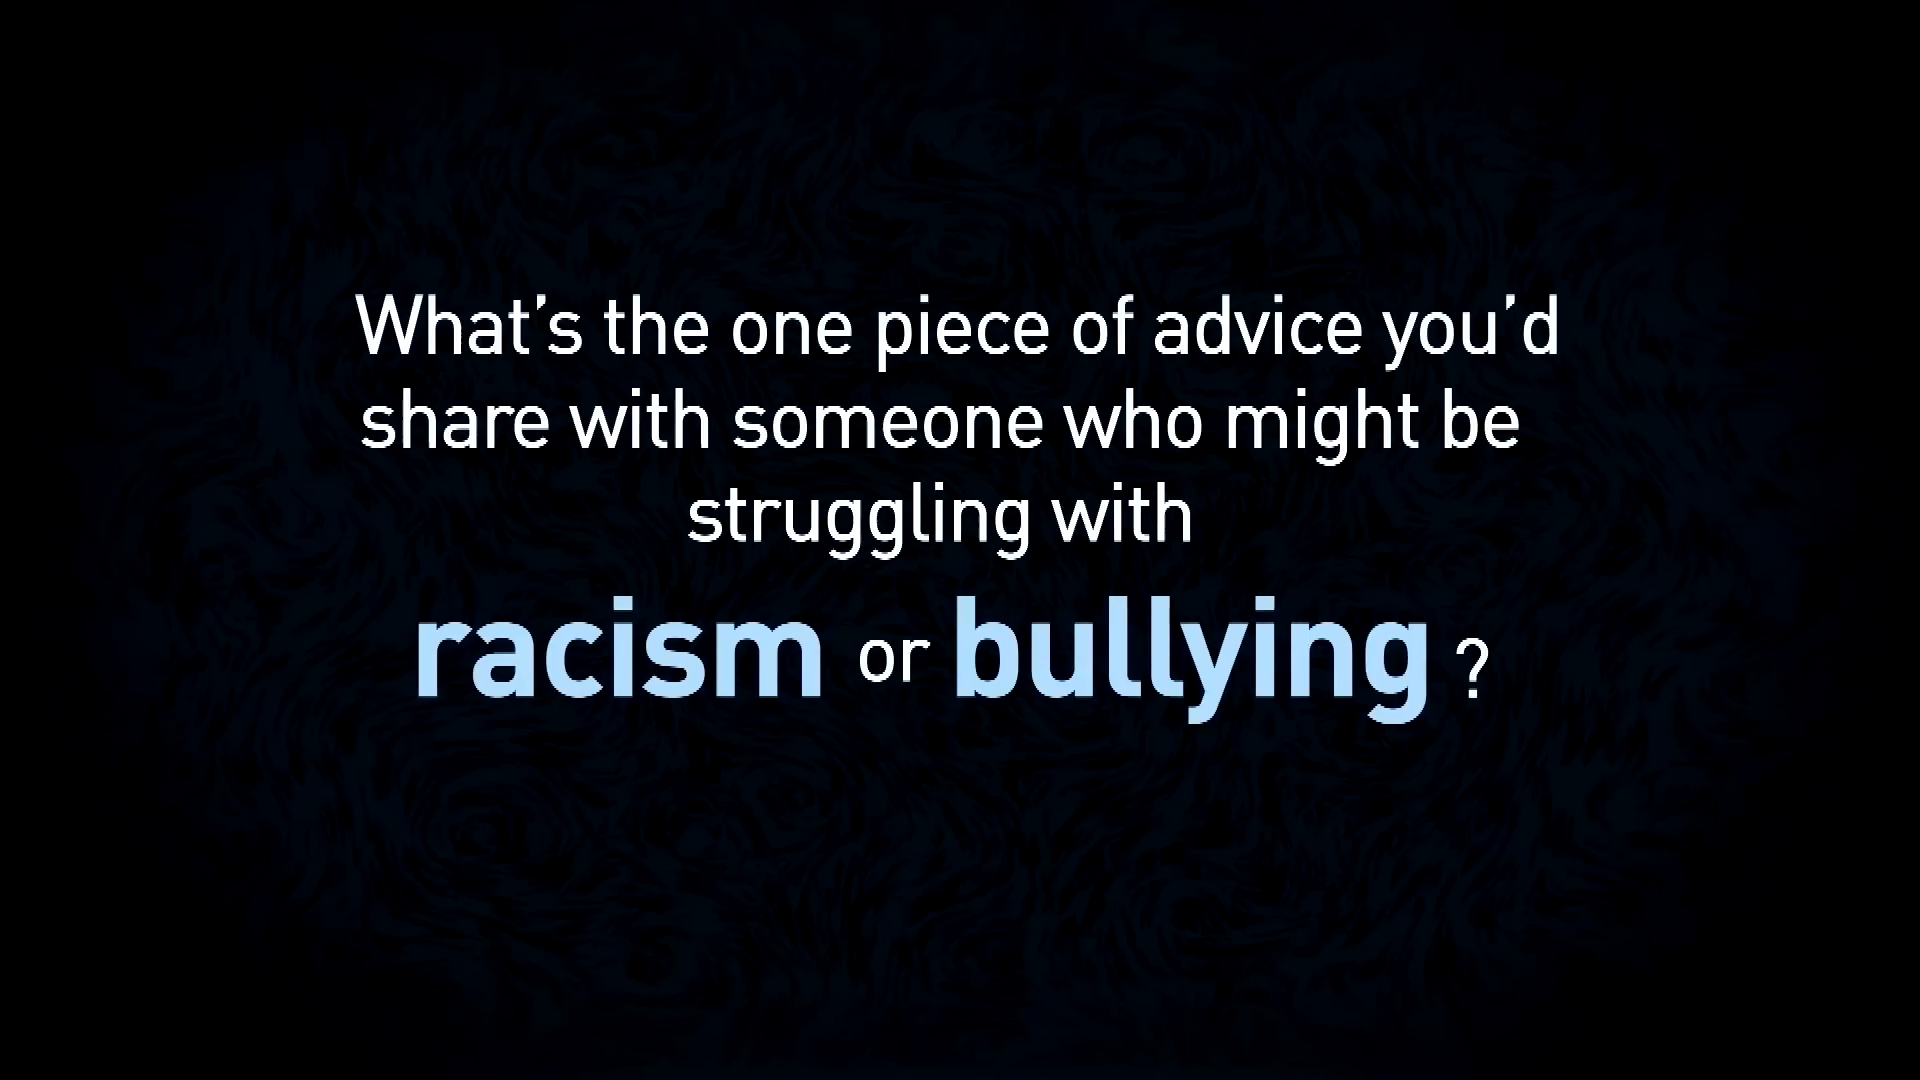 What’s the one piece of advice you’d
share with someone who might be
struggling with
racism or bullying ?